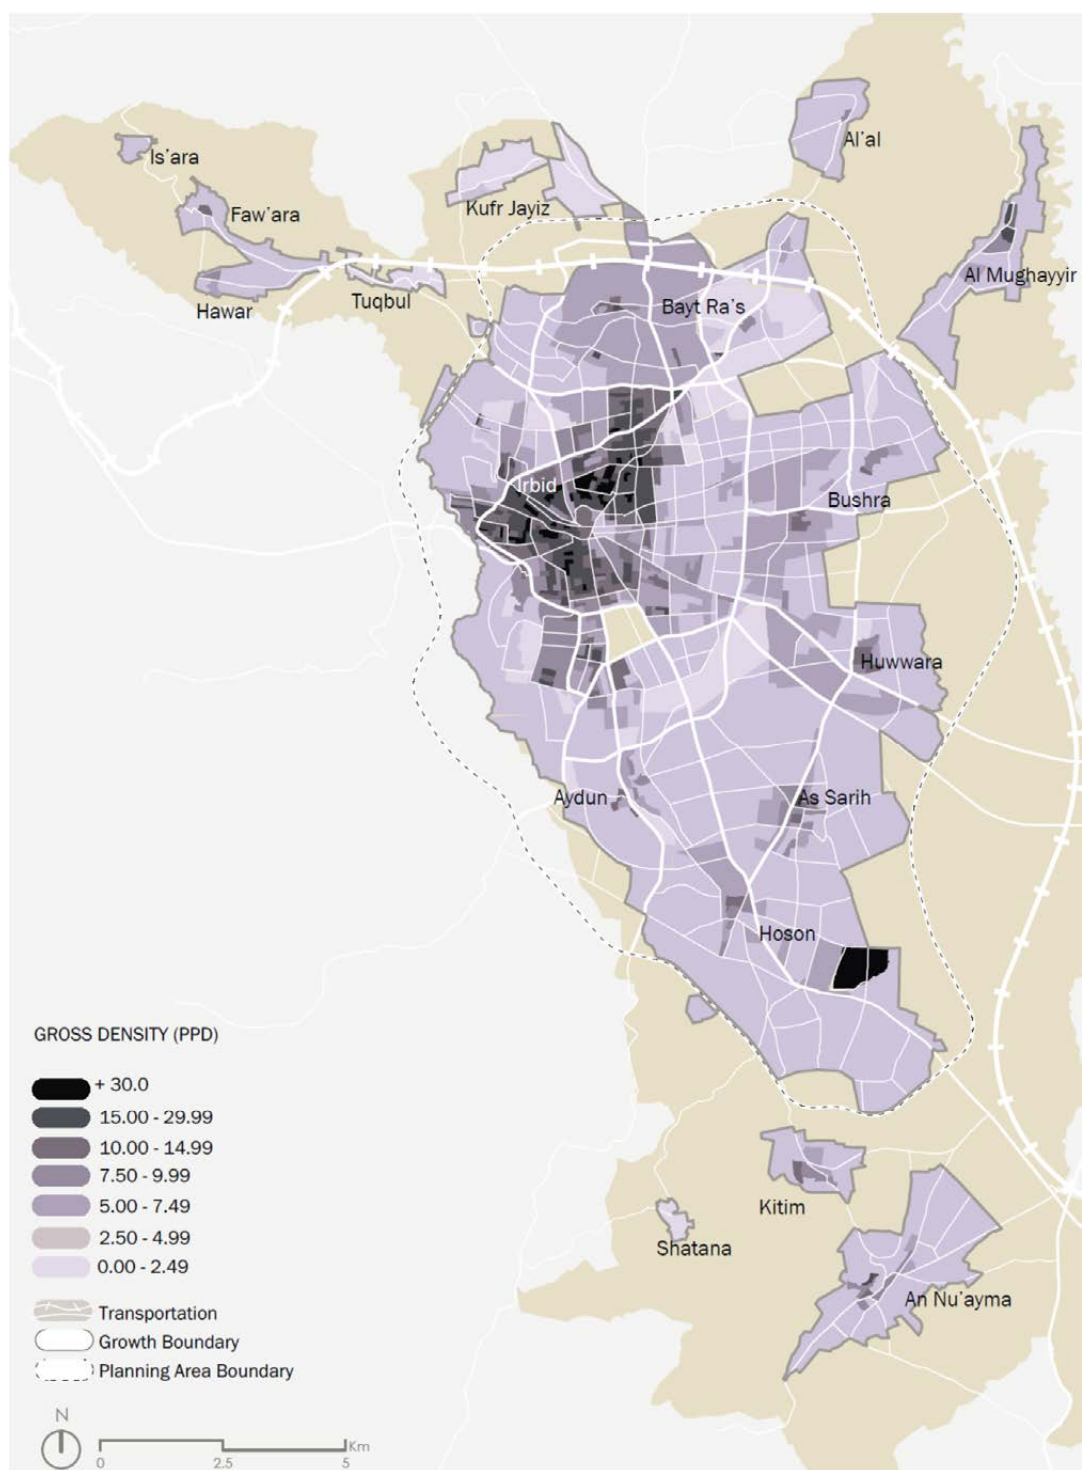 Al'al
Is'ara
Kufr Jayiz
Faw'ara
Al Mughayyir
Tuqbul
Hawar
Bayt Ra's
Irbid
Bushra
Huwwara
Aydun
As Sarih
Hoson
GROSS DENSITY (PPD)
+ 30.0
15.00 - 29.99
10.00 - 14.99
7.50 - 9.99
5.00 - 7.49
2.50 - 4.99
0.00 - 2.49
Transportation
Growth Boundary
Planning Area Boundary
Kitim
Shatana
An Nu'ayma
N
Km
0 2.5 5